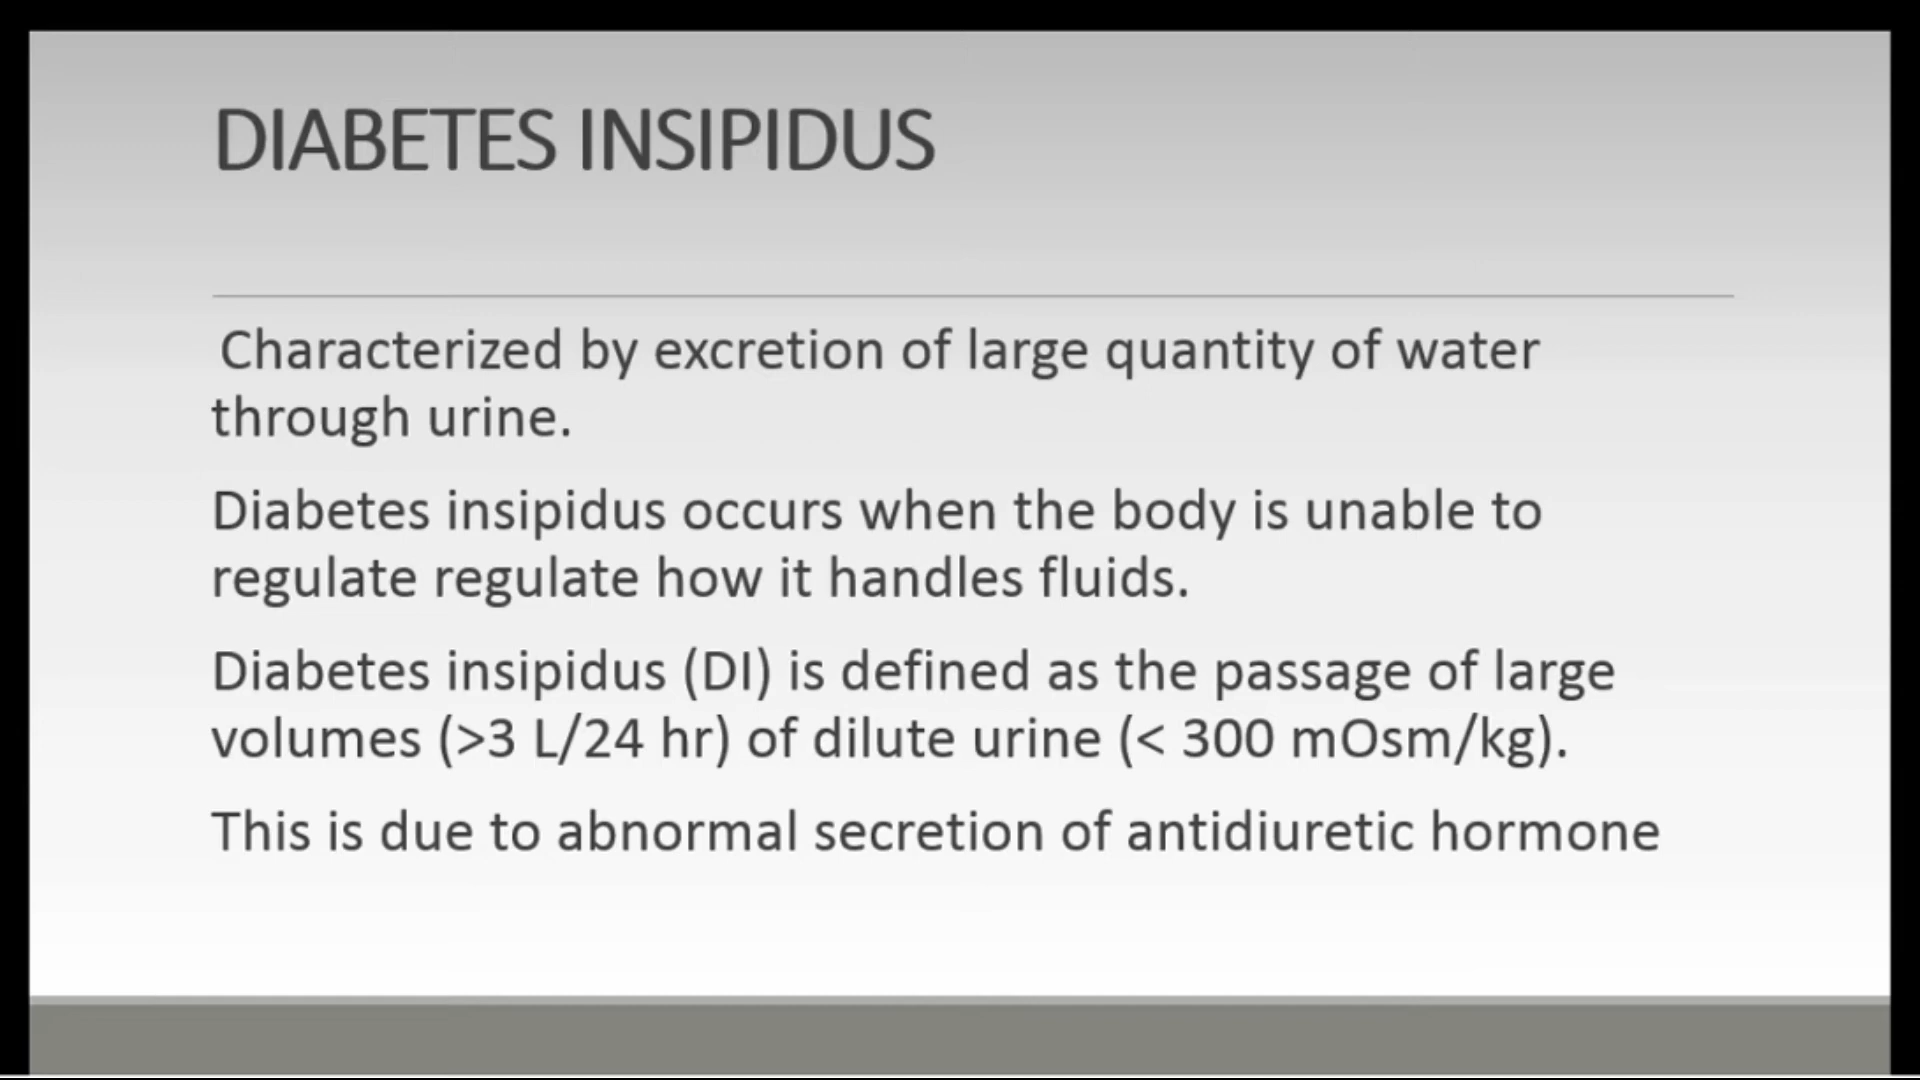 DIABETES INSIPIDUS
Characterized by excretion of large quantity of water
through urine.
Diabetes insipidus occurs when the body is unable to
regulate regulate how it handles fluids.
Diabetes insipidus (DI) is defined as the passage of large
volumes (>3 L/24 hr) of dilute urine (< 300 mOsm/kg).
This is due to abnormal secretion of antidiuretic hormone